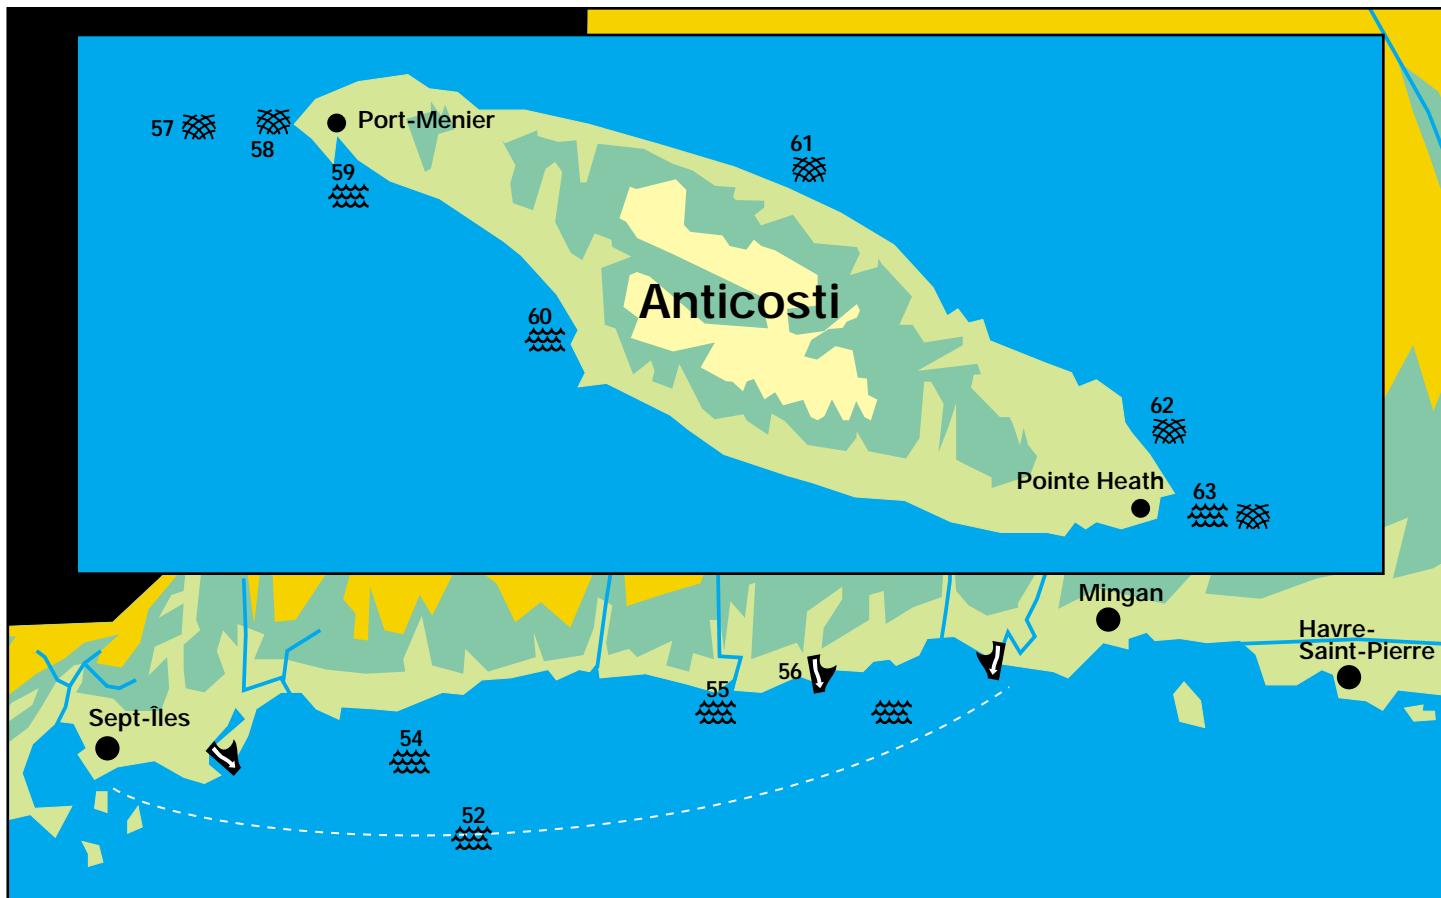 57
58
Port-Menier
59
61
60
Anticosti
62
Pointe Heath
63
Mingan
Havre-
Saint-Pierre
56
55
Sept-Îles
54
52